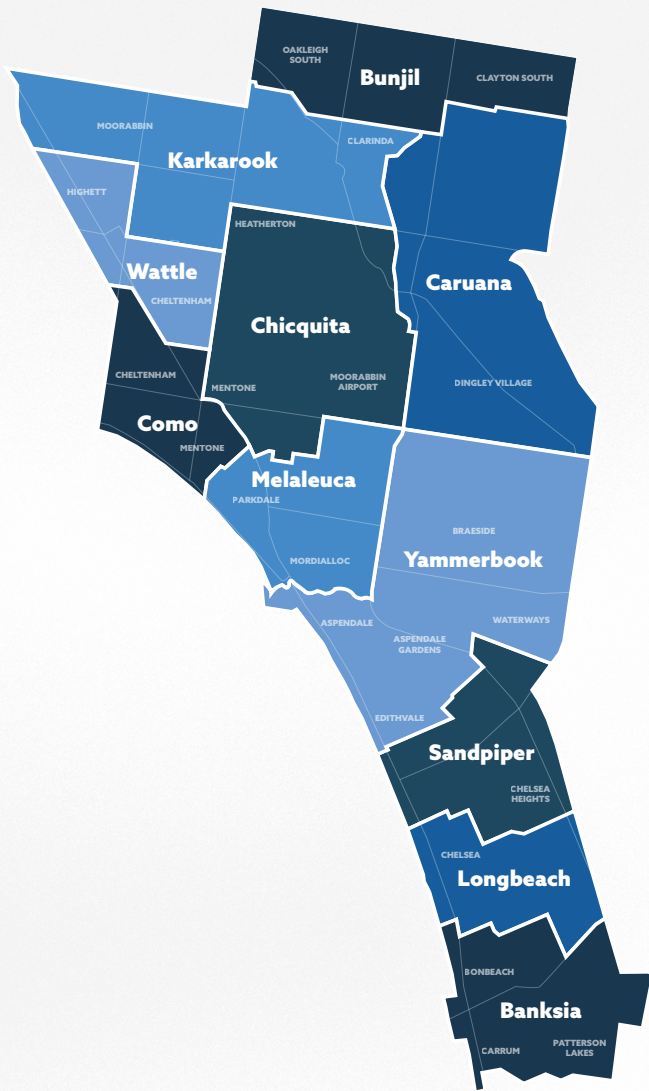 OAKLEIGH
SOUTH
Bunjil
CLAYTON SOUTH
MOORABBIN
CLARINDA
Karkarook
HIGHETT
HEATHERTON
Wattle
CHELTENHAM
Caruana
Chicquita
CHELTENHAM
MENTONE
MOORABBIN
AIRPORT
DINGLEY VILLAGE
Como
MENTONE
Melaleuca
PARKDALE
BRAESIDE
Yammerbook
MORDIALLOC
ASPENDALE
WATERWAYS
ASPENDALE
GARDENS
EDITHVALE
Sandpiper
CHELSEA
HEIGHTS
CHELSEA
Longbeach
BONBEACH
Banksia
CARRUM
PATTERSON
LAKES